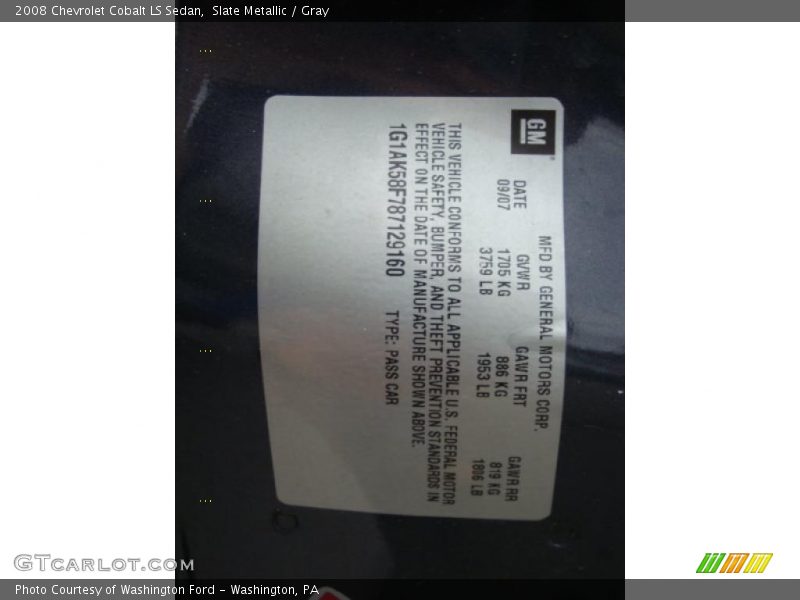 2008 Chevrolet Cobalt LS Sedan,  Slate Metallic / Gray
GM
MFD BY GENERAL MOTORS CORP.
DATE GVWR GAWR FRT GAWR RR
09/07 1705 KG 886 KG 819 KG
3759 LB 1953 LB 1806 LB
THIS VEHICLE CONFORMS TO ALL APPLICABLE U.S. FEDERAL MOTOR
VEHICLE SAFETY, BUMPER, AND THEFT PREVENTION STANDARDS IN
EFFECT ON THE DATE OF MANUFACTURE SHOWN ABOVE.
1G1AK58F787129160 TYPE: PASS CAR
GTcarlot.com
Photo Courtesy of Washington Ford - Washington, PA